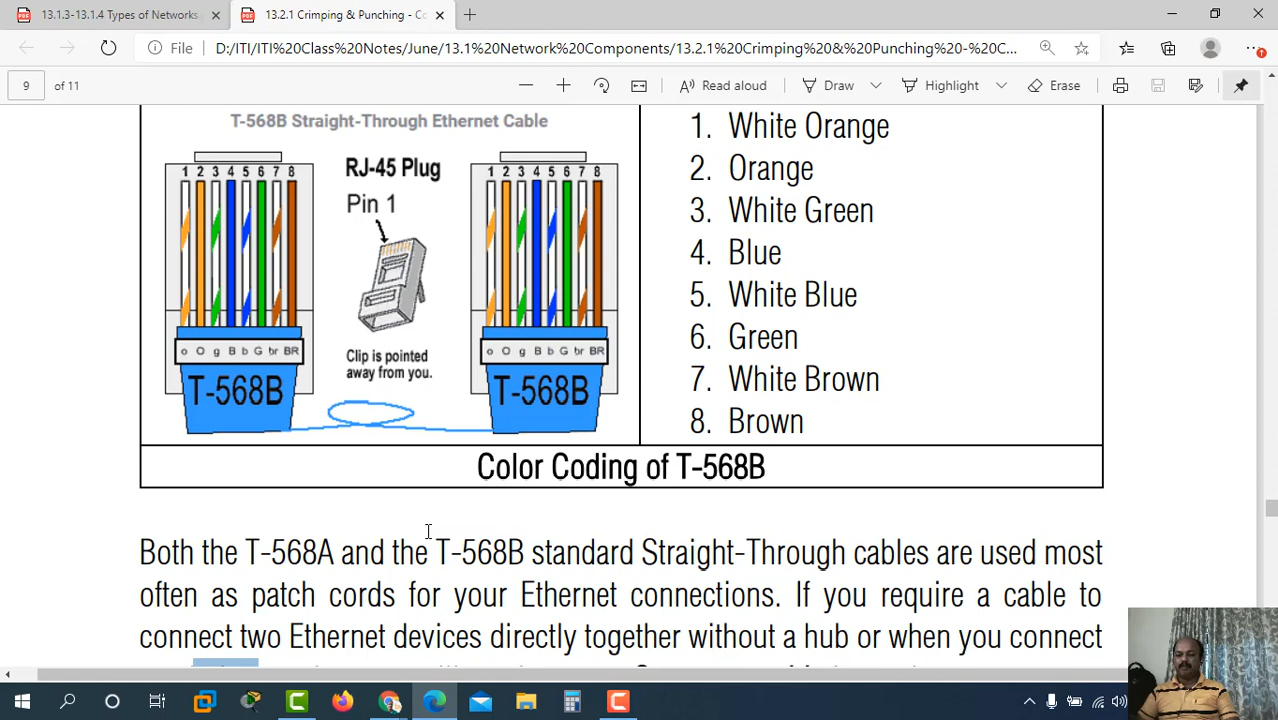 13.1.3-13.1.4 Types of Networks
13.2.1 Crimping & Punching - Co
File
D:/ITI/ITI%20Class%20Notes/June/13.1%20Network%20Components/13.2.1%20Crimping%20&%20Punching%20-%20C...
9 of 11
Read aloud
Draw
Highlight
Erase
T-568B Straight-Through Ethernet Cable
1 2 3 4 5 6 7 8
RJ-45 Plug
Pin 1
1 2 3 4 5 6 7 8
Clip is pointed
away from you.
o O g B b G br BR
T-568B
o O g B b G br BR
T-568B
1. White Orange
2. Orange
3. White Green
4. Blue
5. White Blue
6. Green
7. White Brown
8. Brown
Color Coding of T-568B
Both the T-568A and the T-568B standard Straight-Through cables are used most
often as patch cords for your Ethernet connections. If you require a cable to
connect two Ethernet devices directly together without a hub or when you connect